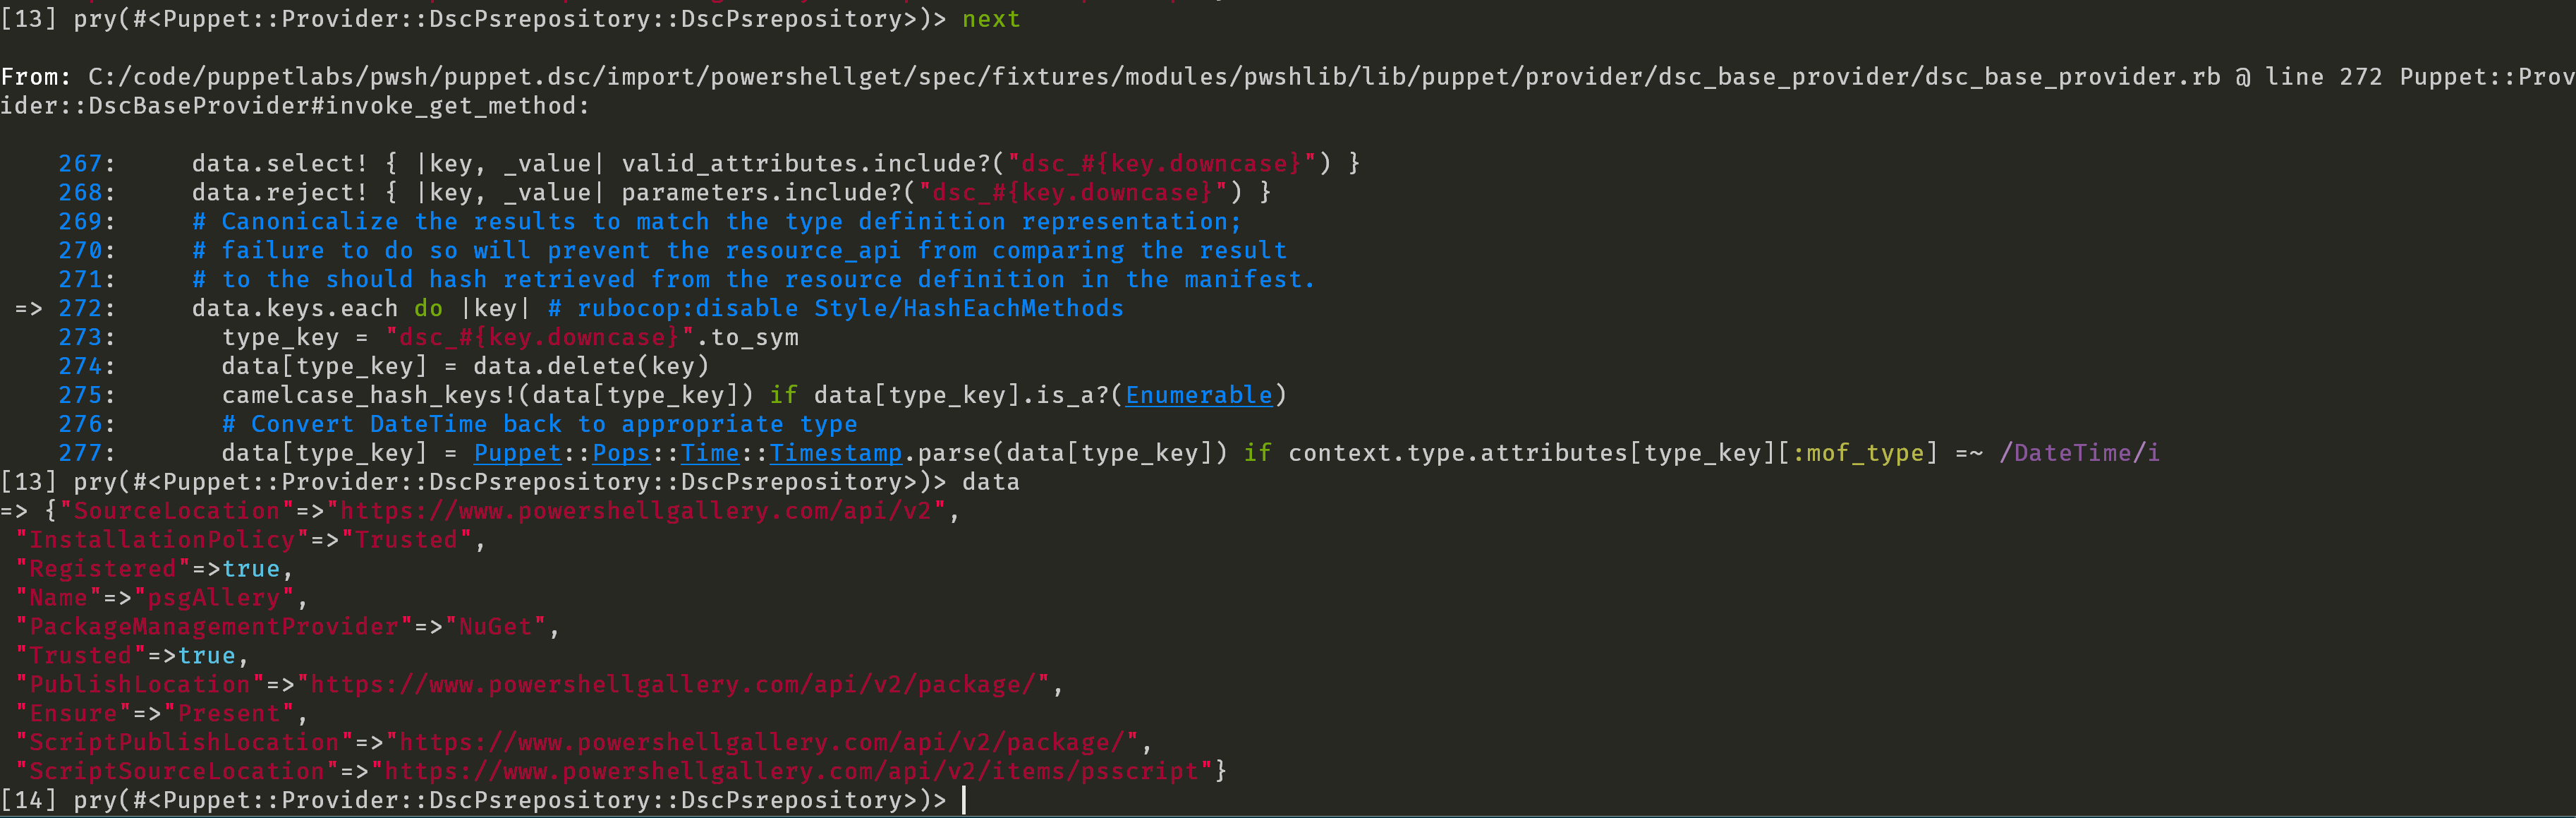 [13] pry(#<Puppet::Provider::DscPsrepository::DscPsrepository>)> next
From: C:/code/puppetlabs/pwsh/puppet.dsc/import/powershellget/spec/fixtures/modules/pwshlib/lib/puppet/provider/dsc_base_provider/dsc_base_provider.rb @ line 272 Puppet::Prov
ider::DscBaseProvider#invoke_get_method:
    267:     data.select! { |key, _value| valid_attributes.include?("dsc_#{key.downcase}") }
    268:     data.reject! { |key, _value| parameters.include?("dsc_#{key.downcase}") }
    269:     # Canonicalize the results to match the type definition representation;
    270:     # failure to do so will prevent the resource_api from comparing the result
    271:     # to the should hash retrieved from the resource definition in the manifest.
 => 272:     data.keys.each do |key| # rubocop:disable Style/HashEachMethods
    273:       type_key = "dsc_#{key.downcase}".to_sym
    274:       data[type_key] = data.delete(key)
    275:       camelcase_hash_keys!(data[type_key]) if data[type_key].is_a?(Enumerable)
    276:       # Convert DateTime back to appropriate type
    277:       data[type_key] = Puppet::Pops::Time::Timestamp.parse(data[type_key]) if context.type.attributes[type_key][:mof_type] =~ /DateTime/i
[13] pry(#<Puppet::Provider::DscPsrepository::DscPsrepository>)> data
=> {"SourceLocation"=>"https://www.powershellgallery.com/api/v2",
 "InstallationPolicy"=>"Trusted",
 "Registered"=>true,
 "Name"=>"psgAllery",
 "PackageManagementProvider"=>"NuGet",
 "Trusted"=>true,
 "PublishLocation"=>"https://www.powershellgallery.com/api/v2/package/",
 "Ensure"=>"Present",
 "ScriptPublishLocation"=>"https://www.powershellgallery.com/api/v2/package/",
 "ScriptSourceLocation"=>"https://www.powershellgallery.com/api/v2/items/psscript"}
[14] pry(#<Puppet::Provider::DscPsrepository::DscPsrepository>)>